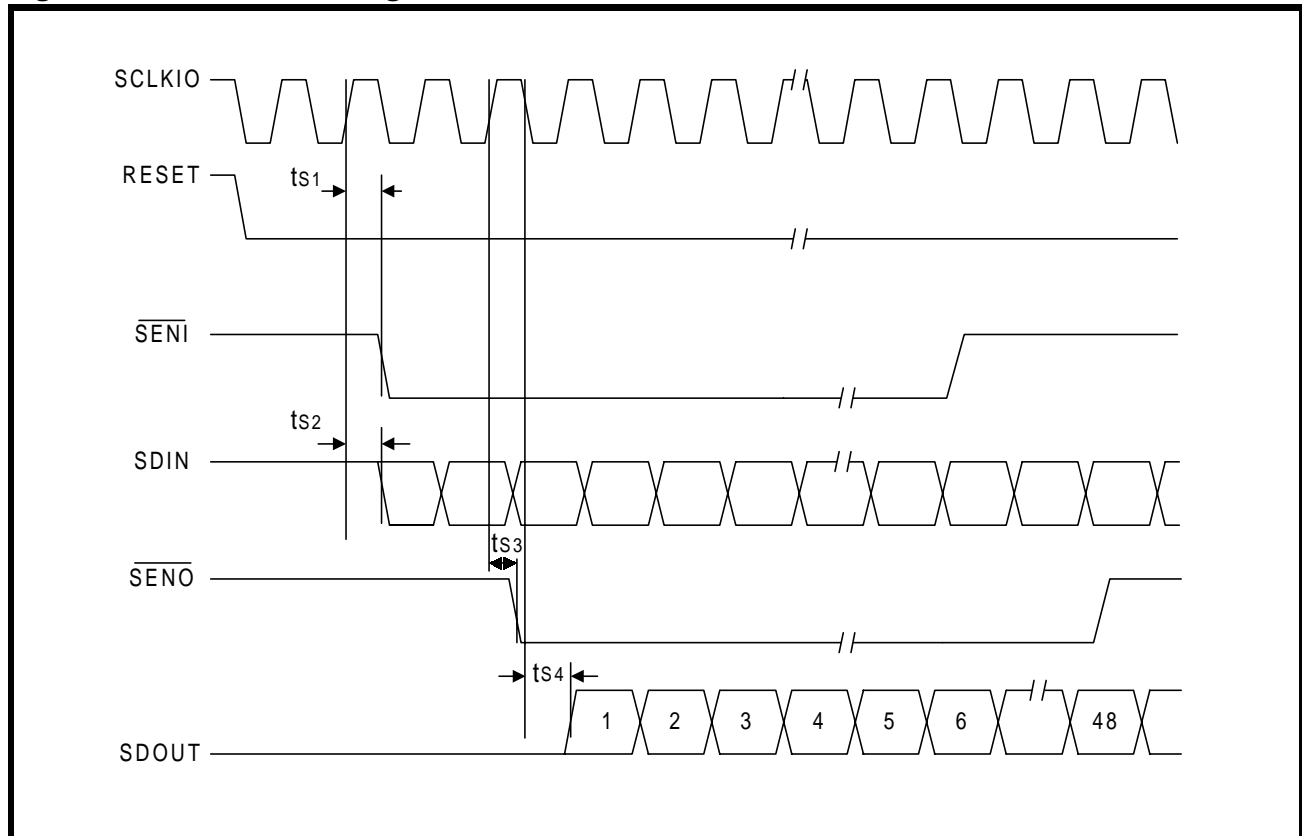 SCLKIO
RESET
ts1
SENI
ts2
SDIN
ts3
SENO
ts4
1 2 3 4 5 6 48
SDOUT